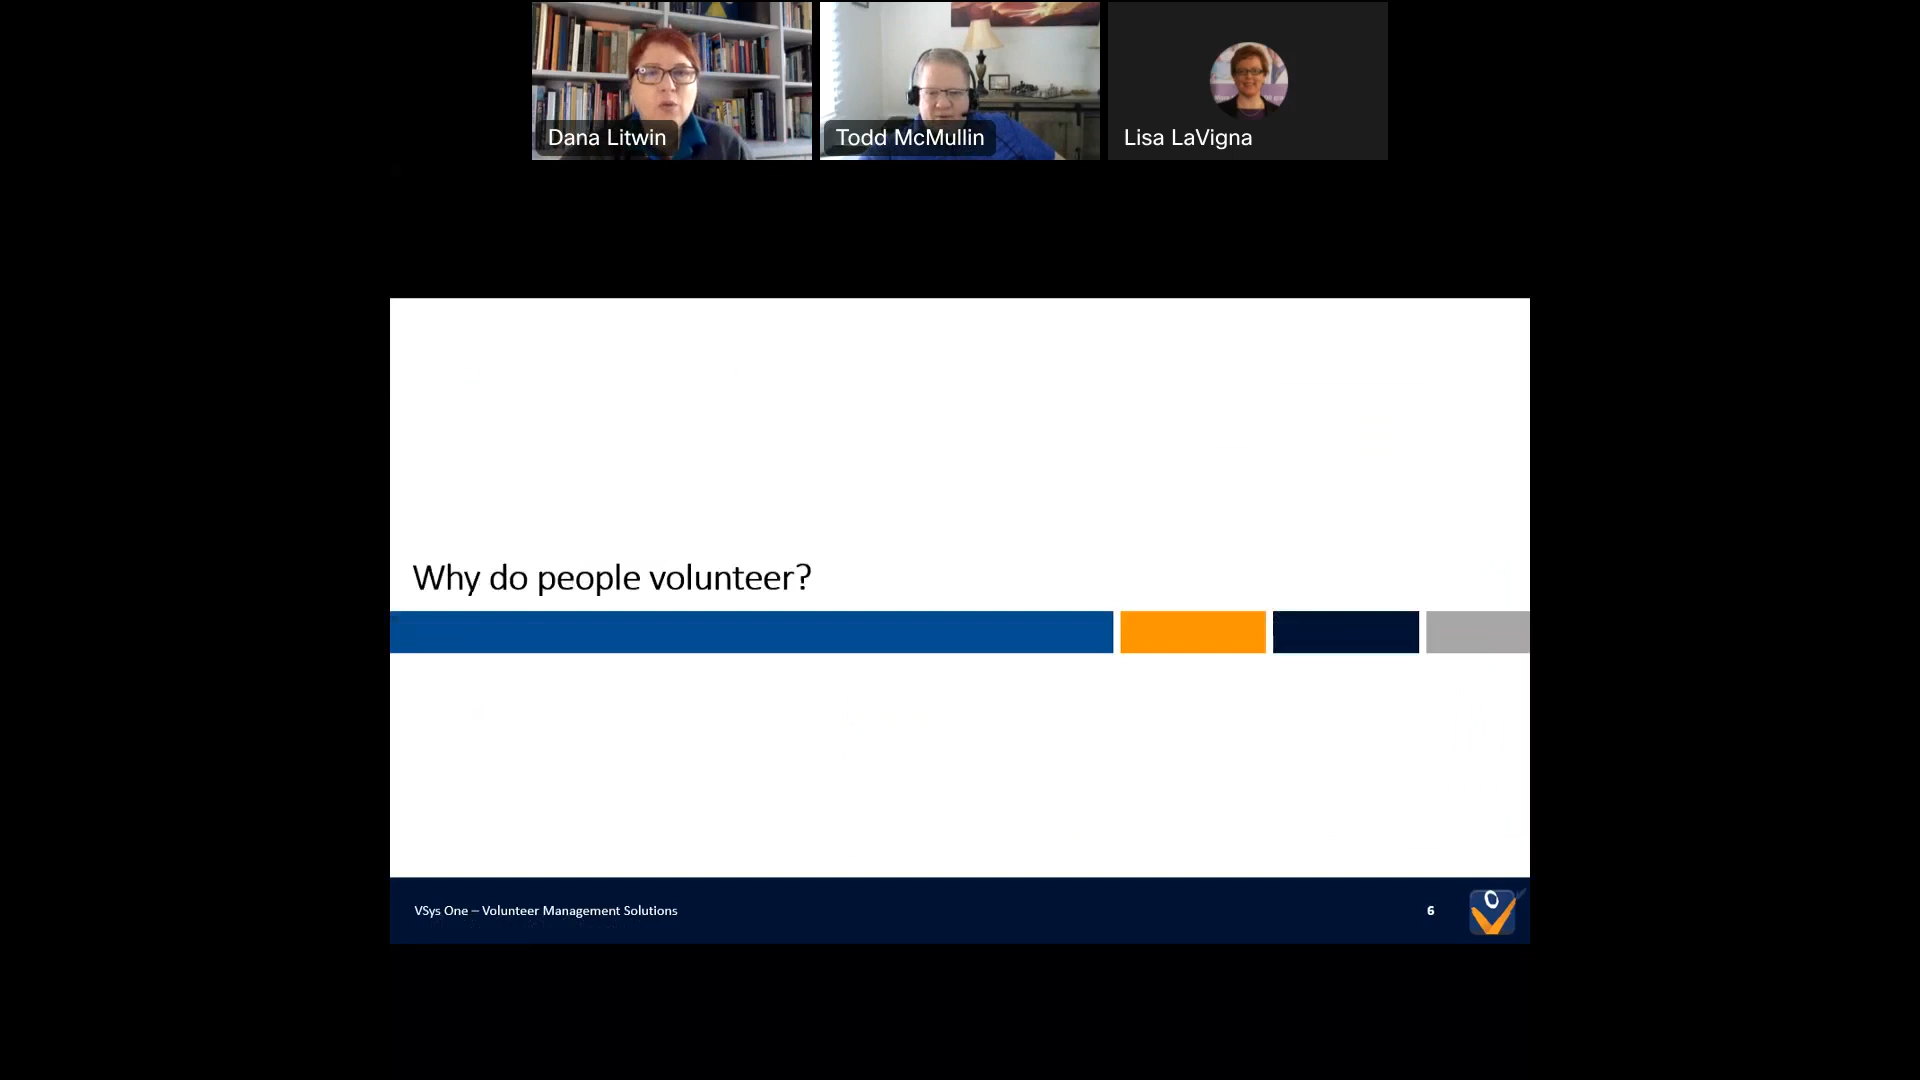 Dana Litwin
Todd McMullin
Lisa LaVigna
Why do people volunteer?
VSys One – Volunteer Management Solutions
6